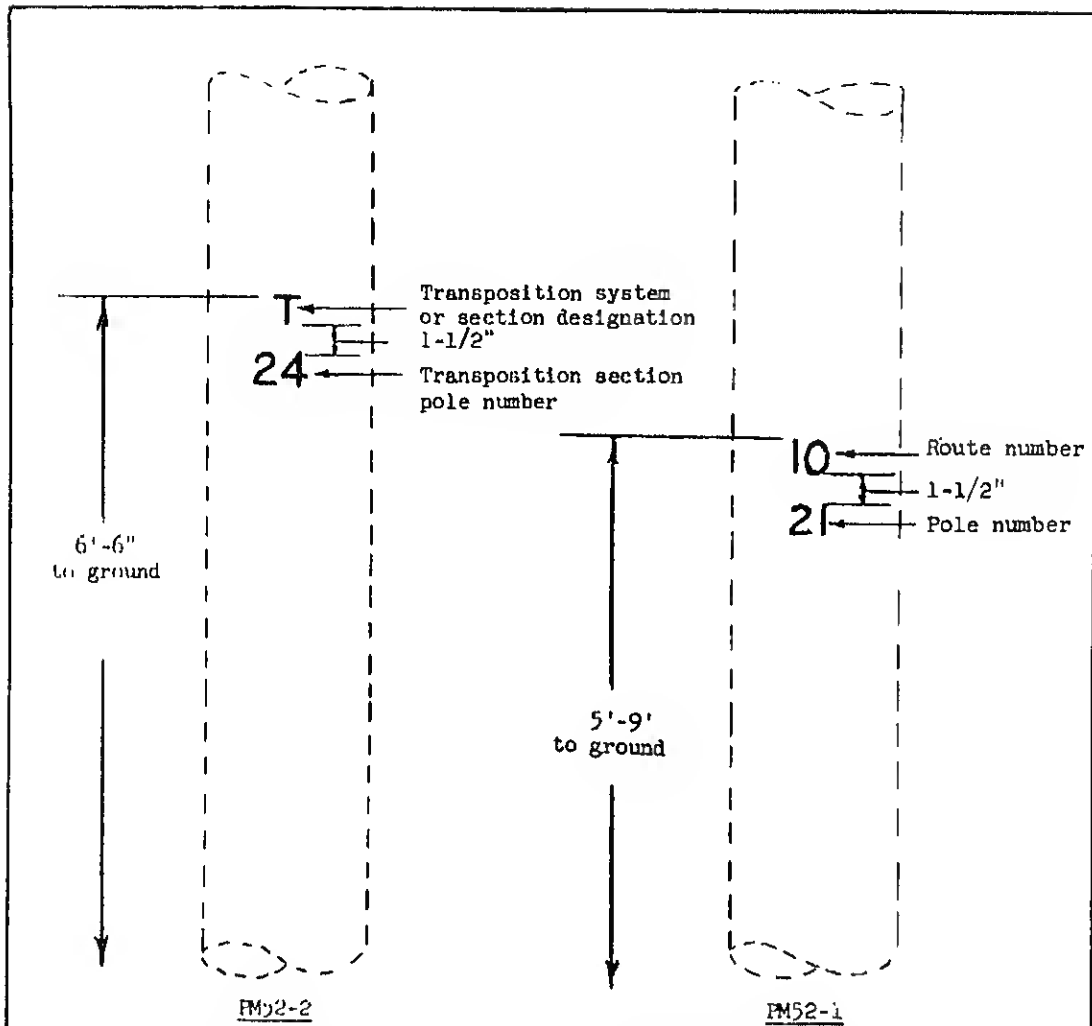 T
Transposition system
or section designation
1-1/2"
24
Transposition section
pole number
6'-6"
to ground
PM52-2
10
Route number
1-1/2"
21
Pole number
5'-9'
to ground
PM52-1